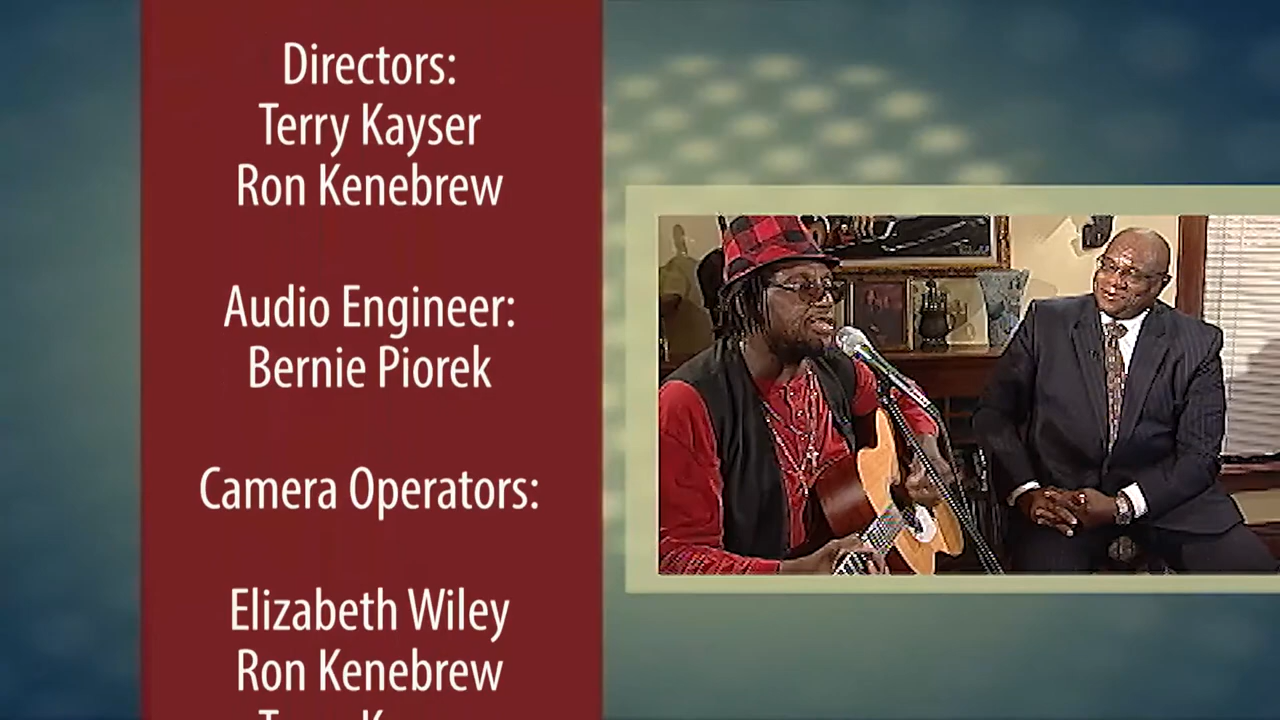 Directors:
Terry Kayser
Ron Kenebrew
Audio Engineer:
Bernie Piorek
Camera Operators:
Elizabeth Wiley
Ron Kenebrew